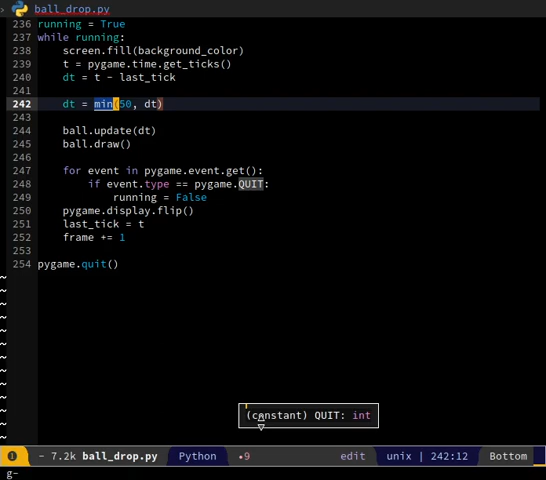 ball_drop.py
236 running = True
237 while running:
238 screen.fill(background_color)
239 t = pygame.time.get_ticks()
240 dt = t - last_tick
241
242 dt = min(50, dt)
243
244 ball.update(dt)
245 ball.draw()
246
247 for event in pygame.event.get():
248 if event.type == pygame.QUIT:
249 running = False
250 pygame.display.flip()
251 last_tick = t
252 frame += 1
253
254 pygame.quit()
~
~
~
~
~
~
~
~
~
~
~
(constant) QUIT: int
~
~
- 7.2k ball_drop.py Python •9 edit unix | 242:12 Bottom
g-